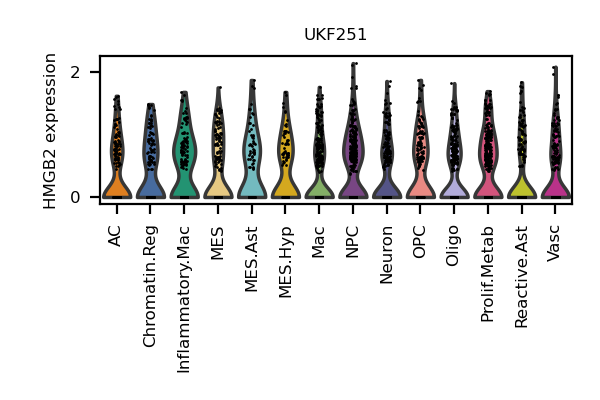 UKF251
HMGB2 expression
2
0
AC
Chromatin.Reg
Inflammatory.Mac
MES
MES.Ast
MES.Hyp
Mac
NPC
Neuron
OPC
Oligo
Prolif.Metab
Reactive.Ast
Vasc